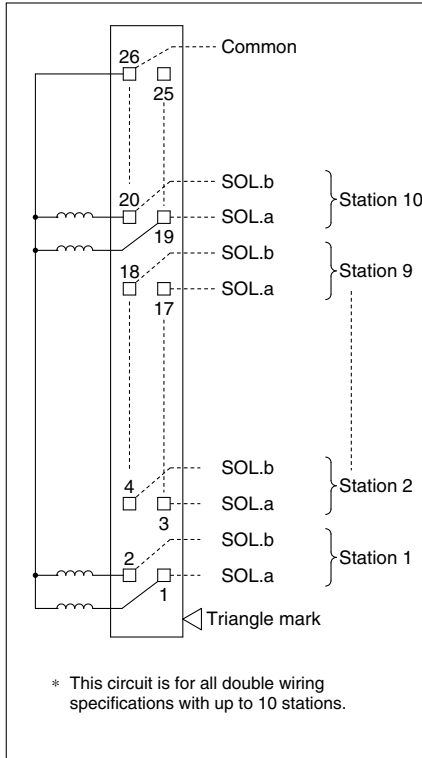 26 Common
25
SOL.b
20 SOL.a Station 10
19
SOL.b
18 SOL.a Station 9
17
SOL.b
4 SOL.a Station 2
3
SOL.b
2 SOL.a Station 1
1
Triangle mark
* This circuit is for all double wiring
specifications with up to 10 stations.